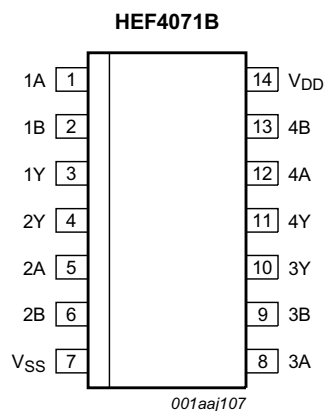 HEF4071B
1A 1 14 VDD
1B 2 13 4B
1Y 3 12 4A
2Y 4 11 4Y
2A 5 10 3Y
2B 6 9 3B
VSS 7 8 3A
001aaj107